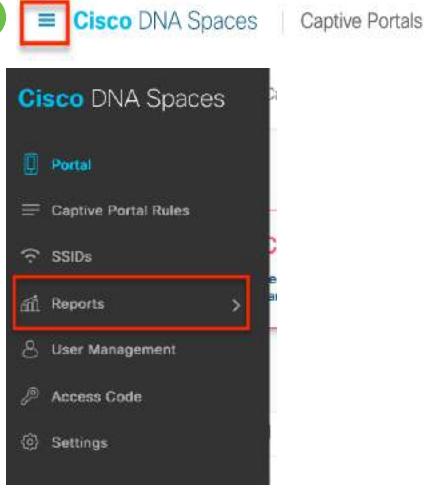 Cisco DNA Spaces Captive Portals
Cisco DNA Spaces
Portal
Captive Portal Rules
SSIDs
Reports
User Management
Access Code
Settings